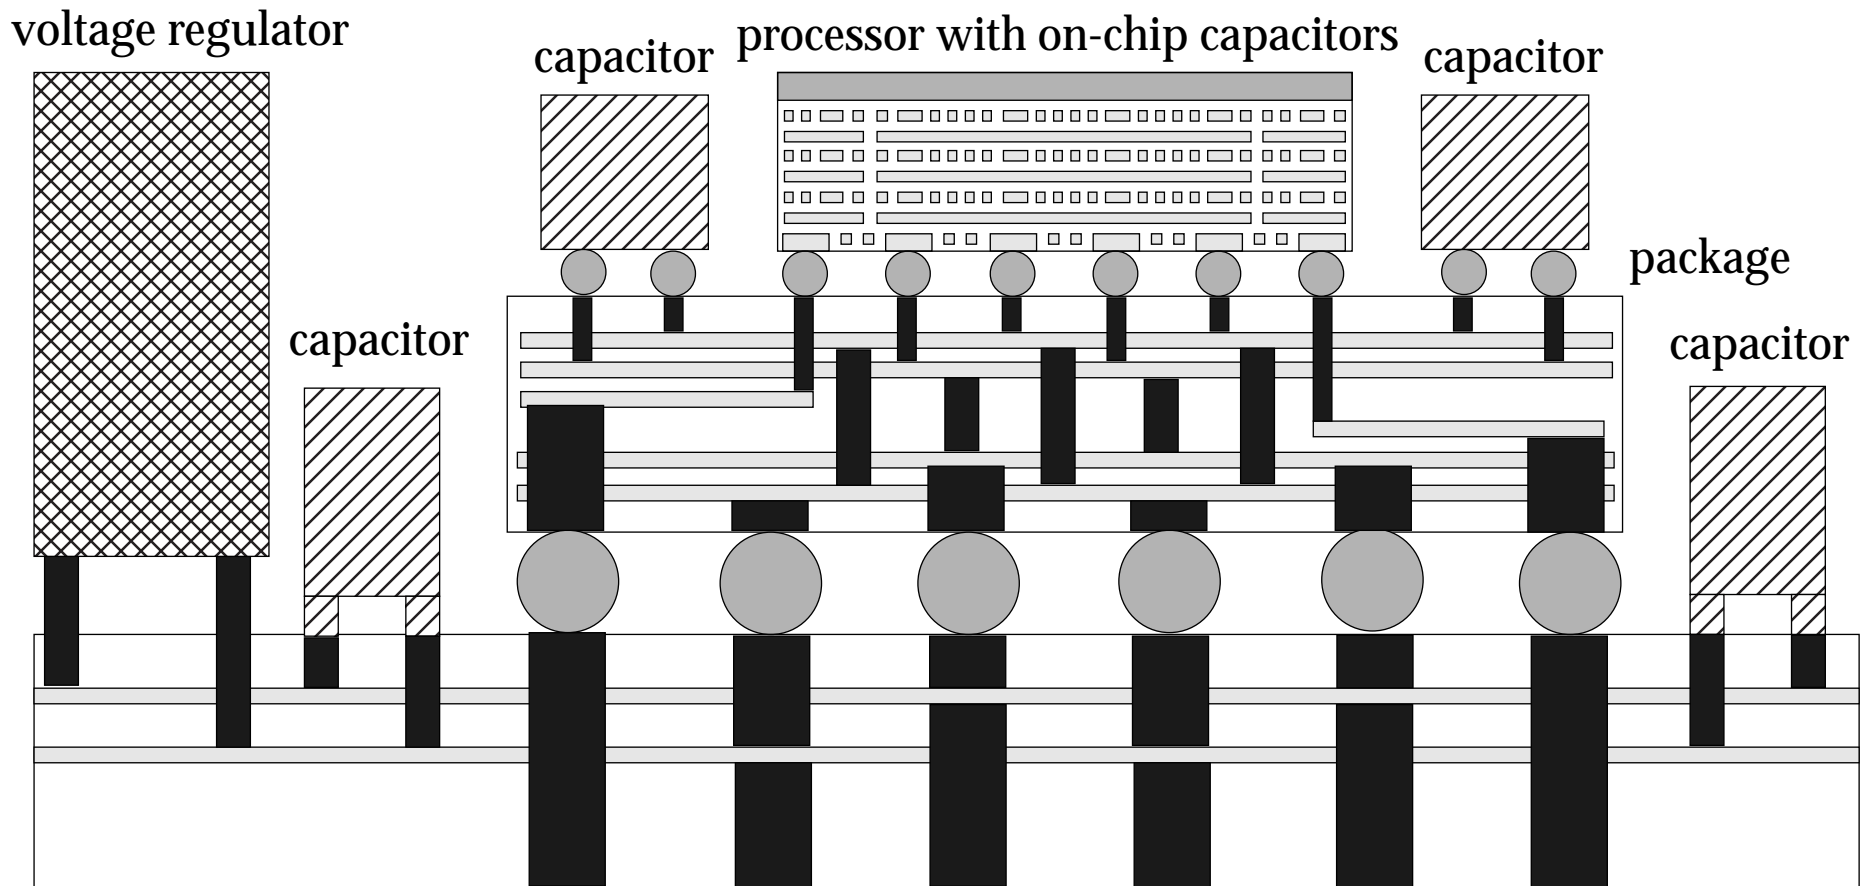 voltage regulator
capacitor
processor with on-chip capacitors
capacitor
package
capacitor
capacitor